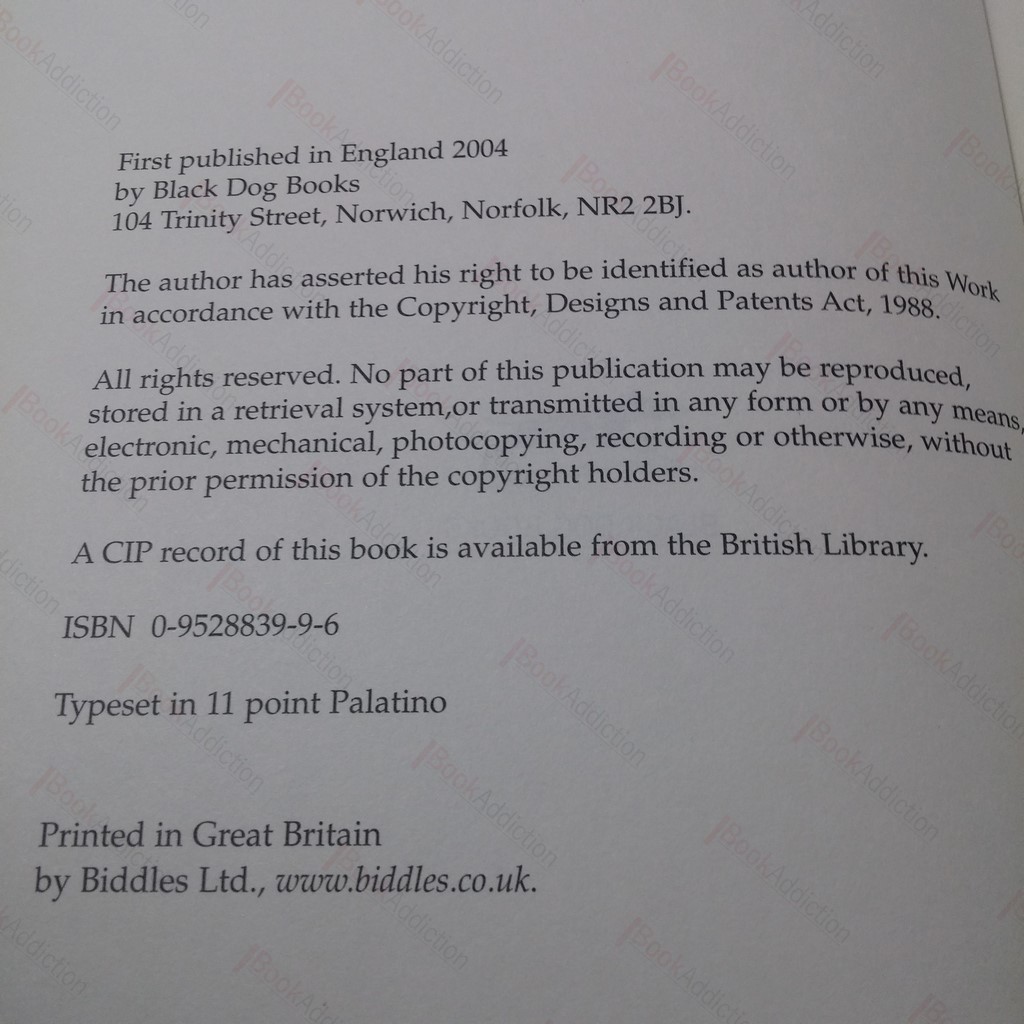 First published in England 2004
by Black Dog Books
104 Trinity Street, Norwich, Norfolk, NR2 2BJ.
The author has asserted his right to be identified as author of this Work
in accordance with the Copyright, Designs and Patents Act, 1988.
All rights reserved. No part of this publication may be reproduced,
stored in a retrieval system,or transmitted in any form or by any means,
electronic, mechanical, photocopying, recording or otherwise, without
the prior permission of the copyright holders.
A CIP record of this book is available from the British Library.
ISBN 0-9528839-9-6
Typeset in 11 point Palatino
Printed in Great Britain
by Biddles Ltd., www.biddles.co.uk.
BookAddiction